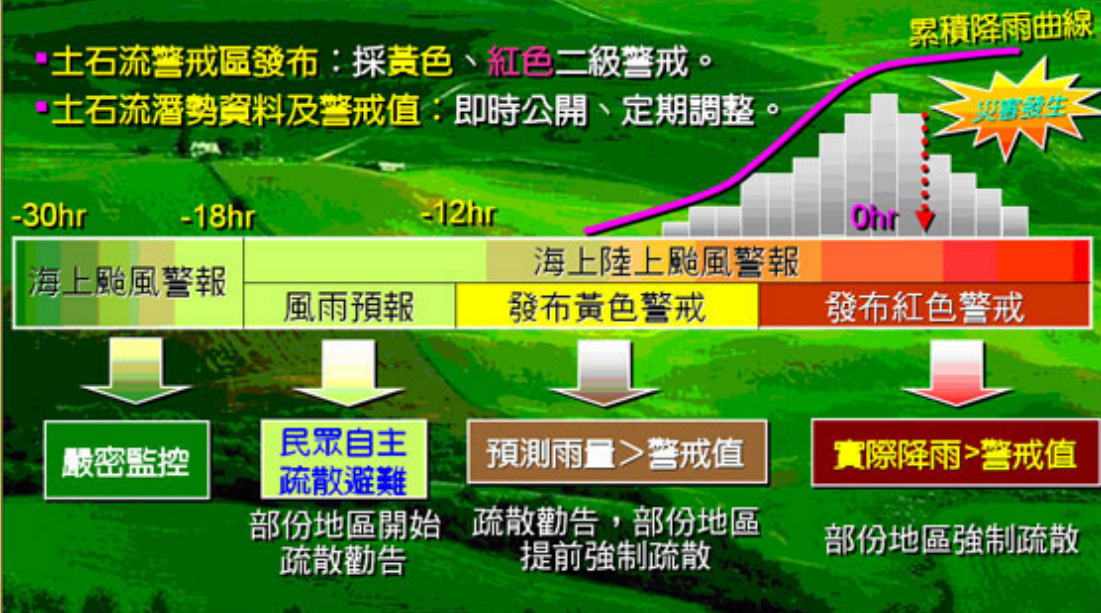 累積降雨曲線
▪土石流警戒區發布：採黃色、紅色二級警戒。
▪土石流潛勢資料及警戒值：即時公開、定期調整。
災害發生
-30hr
-18hr
-12hr
0hr
海上颱風警報
海上陸上颱風警報
風雨預報
發布黃色警戒
發布紅色警戒
嚴密監控
民眾自主
疏散避難
預測雨量＞警戒值
實際降雨>警戒值
部份地區開始
疏散勸告
疏散勸告，部份地區
提前強制疏散
部份地區強制疏散